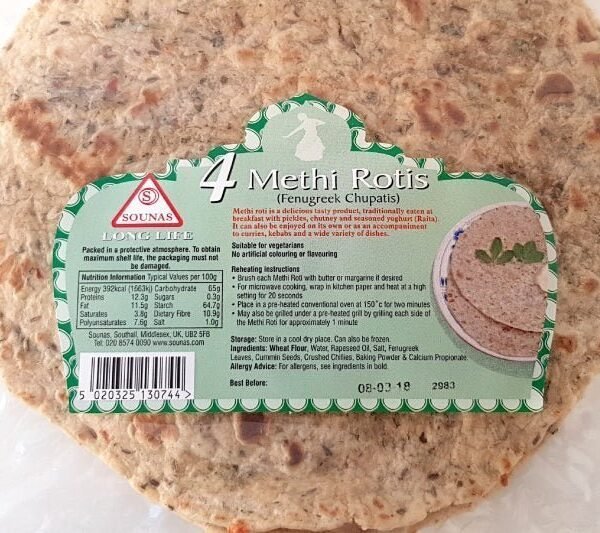 4 Methi Rotis
(Fenugreek Chupatis)
S
SOUNAS
LONG LIFE
Packed in a protective atmosphere. To obtain
maximum shelf life, the packaging must not
be damaged.
Nutrition Information Typical Values per 100g
Energy 392kcal (1663kj) Carbohydrate 65g
Proteins 12.3g Sugars 0.3g
Fat 11.5g Starch 64.7g
Saturates 3.8g Dietary Fibre 10.9g
Polyunsaturates 7.6g Salt 1.0g
Sounas, Southall, Middlesex, UK, UB2 5FB
Tel: 020 8574 0090 www.sounas.com
5 020325 130744 >
Methi roti is a delicious tasty product, traditionally eaten at
breakfast with pickles, chutney and seasoned yoghurt (Raita).
It can also be enjoyed on its own or as an accompaniment
to curries, kebabs and a wide variety of dishes.
Suitable for vegetarians
No artificial colouring or flavouring
Reheating instructions
• Brush each Methi Roti with butter or margarine if desired
• For microwave cooking, wrap in kitchen paper and heat at a high
setting for 20 seconds
• Place in a pre-heated conventional oven at 150°c for two minutes
• May also be grilled under a pre-heated grill by grilling each side of
the Methi Roti for approximately 1 minute
Storage: Store in a cool dry place. Can also be frozen.
Ingredients: Wheat Flour, Water, Rapeseed Oil, Salt, Fenugreek
Leaves, Cummin Seeds, Crushed Chillies, Baking Powder & Calcium Propionate.
Allergy Advice: For allergens, see ingredients in bold.
Best Before: 08-03 18 2983